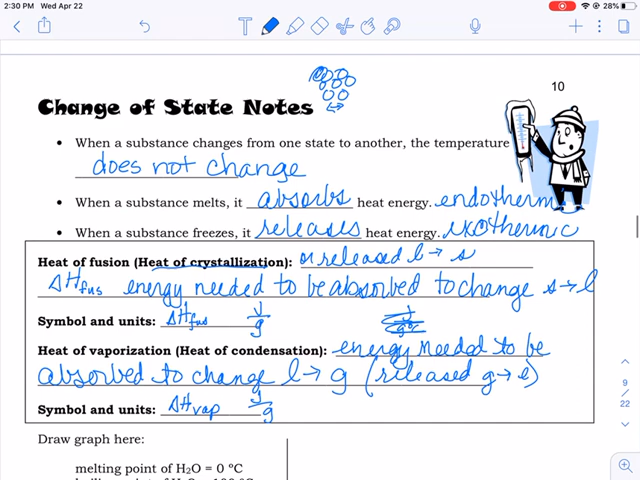 2:30 PM Wed Apr 22
28%
10
Change of State Notes
• When a substance changes from one state to another, the temperature
does not change
• When a substance melts, it absorbs heat energy. endotherm
• When a substance freezes, it releases heat energy. exothermic
Heat of fusion (Heat of crystallization): or released l → s
ΔHfus energy needed to be absorbed to change s → l
Symbol and units: ΔHfus J/g
Heat of vaporization (Heat of condensation): energy needed to be
absorbed to change l → g (released g → l)
Symbol and units: ΔHvap J/g
Draw graph here:
melting point of H₂O = 0 °C
9
/
22